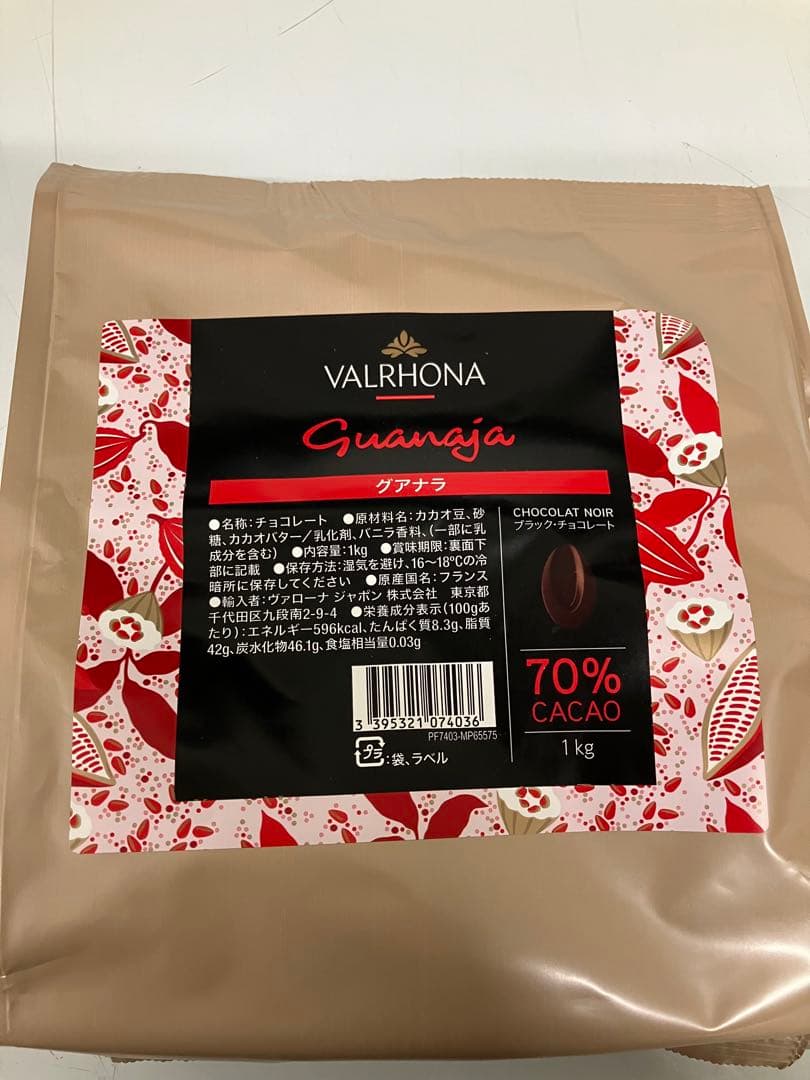 VALRHONA
Guanaja
グアナラ
●名称:チョコレート ●原材料名:カカオ豆、砂
糖、カカオバター/乳化剤、バニラ香料、(一部に乳
成分を含む) ●内容量:1kg ●賞味期限:裏面下
部に記載 ●保存方法:湿気を避け、16〜18℃の冷
暗所に保存してください ●原産国名:フランス
●輸入者:ヴァローナ ジャポン 株式会社 東京都
千代田区九段南2-9-4 ●栄養成分表示(100gあ
たり):エネルギー596kcal、たんぱく質8.3g、脂質
42g、炭水化物46.1g、食塩相当量0.03g
3 395321 074036
PF7403-MP65575
プラ:袋、ラベル
CHOCOLAT NOIR
ブラック・チョコレート
70%
CACAO
1kg